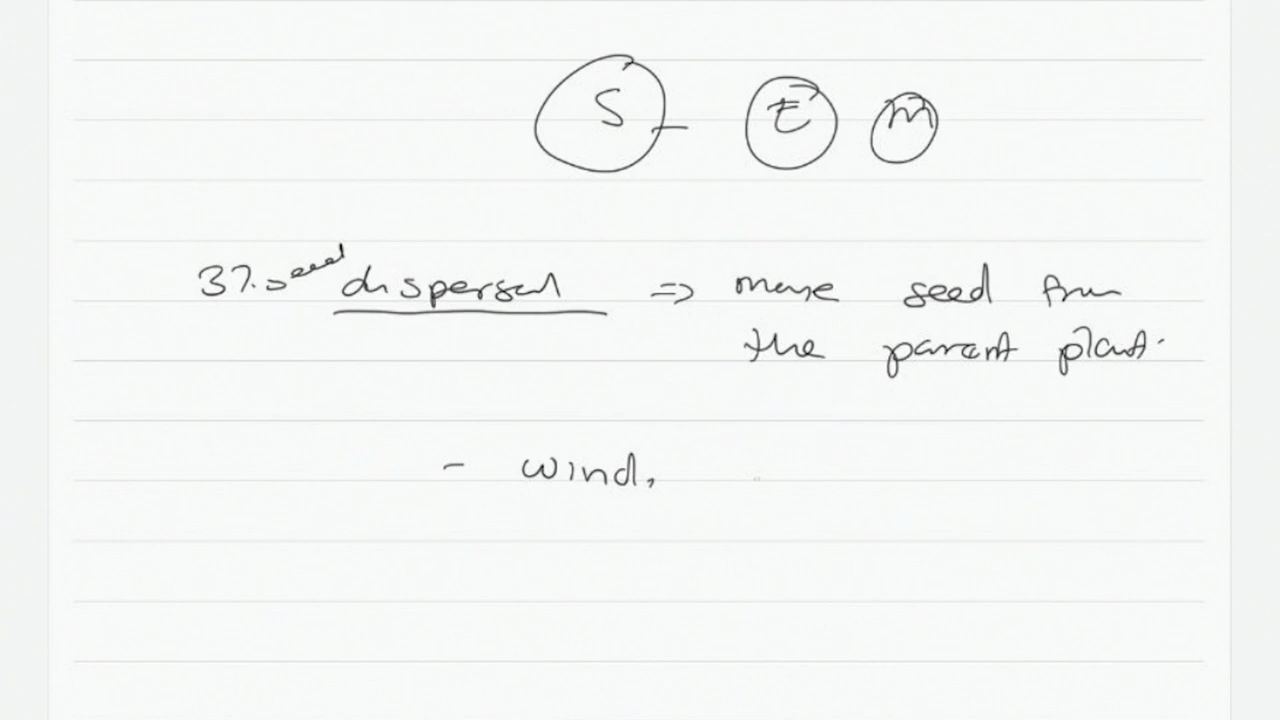 S E M
37. seed dispersal => move seed from
the parent plant.
- wind,